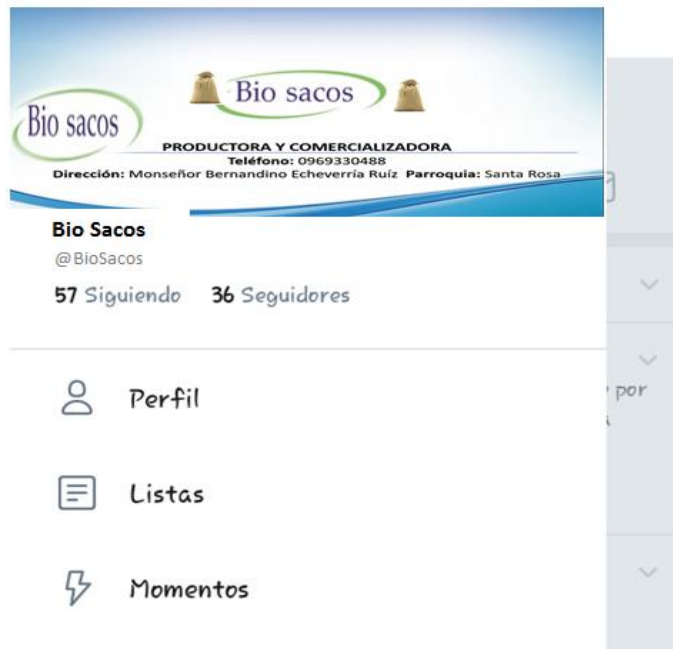 Bio sacos
Bio sacos
PRODUCTORA Y COMERCIALIZADORA
Teléfono: 0969330488
Dirección: Monseñor Bernandino Echeverría Ruíz Parroquia: Santa Rosa
Bio Sacos
@BioSacos
57 Siguiendo 36 Seguidores
Perfil
por
Listas
Momentos